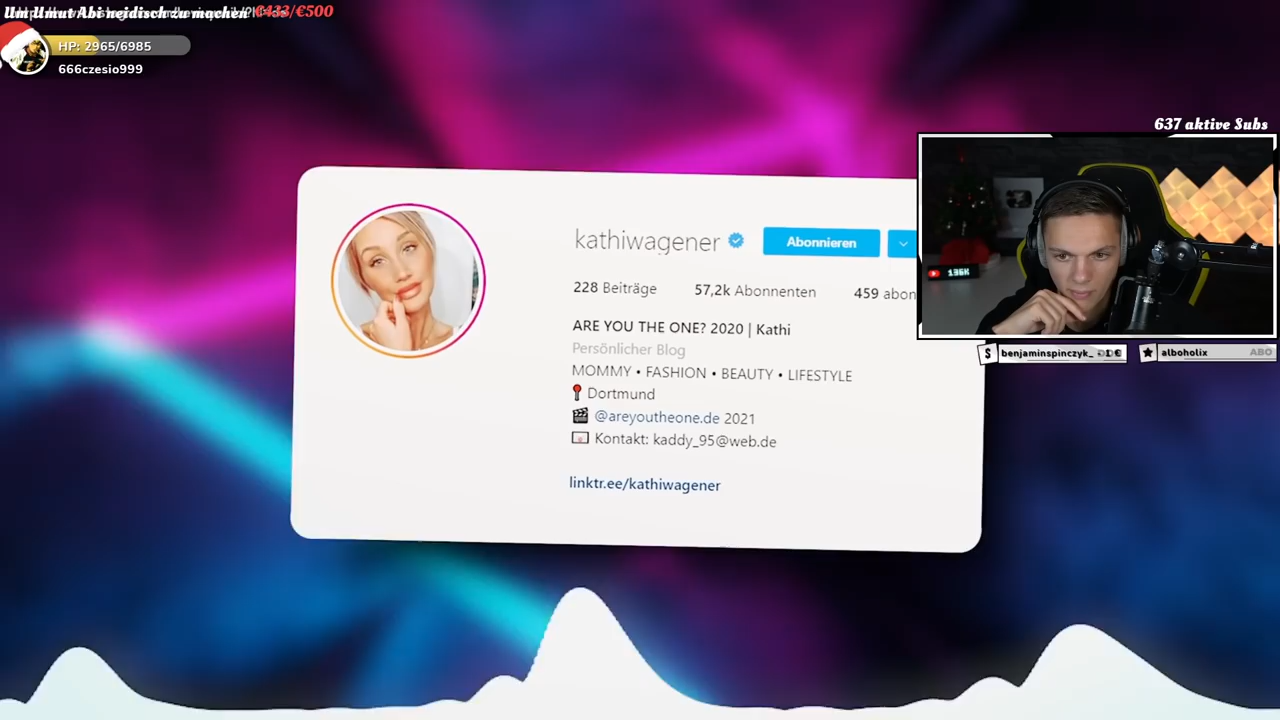 Um Umut Abi neidisch zu machen €433/€500
HP: 2965/6985
666czesio999
637 aktive Subs
kathiwagener
Abonnieren
228 Beiträge 57,2k Abonnenten 459 abon
ARE YOU THE ONE? 2020 | Kathi
Persönlicher Blog
MOMMY • FASHION • BEAUTY • LIFESTYLE
Dortmund
@areyoutheone.de 2021
Kontakt: kaddy_95@web.de
linktr.ee/kathiwagener
136K
$ benjaminspinczyk_
alboholix ABO